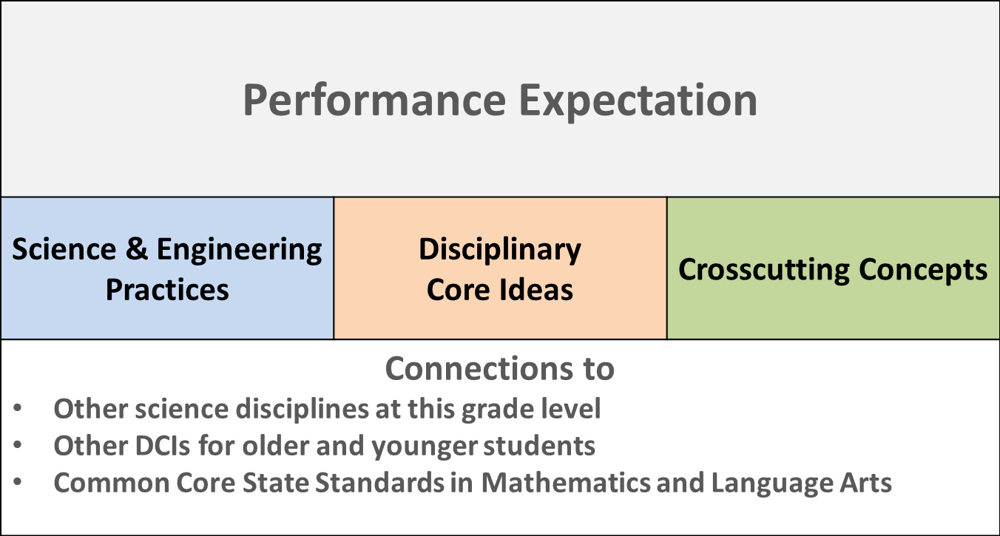 Performance Expectation
Science & Engineering
Practices
Disciplinary
Core Ideas
Crosscutting Concepts
Connections to
• Other science disciplines at this grade level
• Other DCIs for older and younger students
• Common Core State Standards in Mathematics and Language Arts